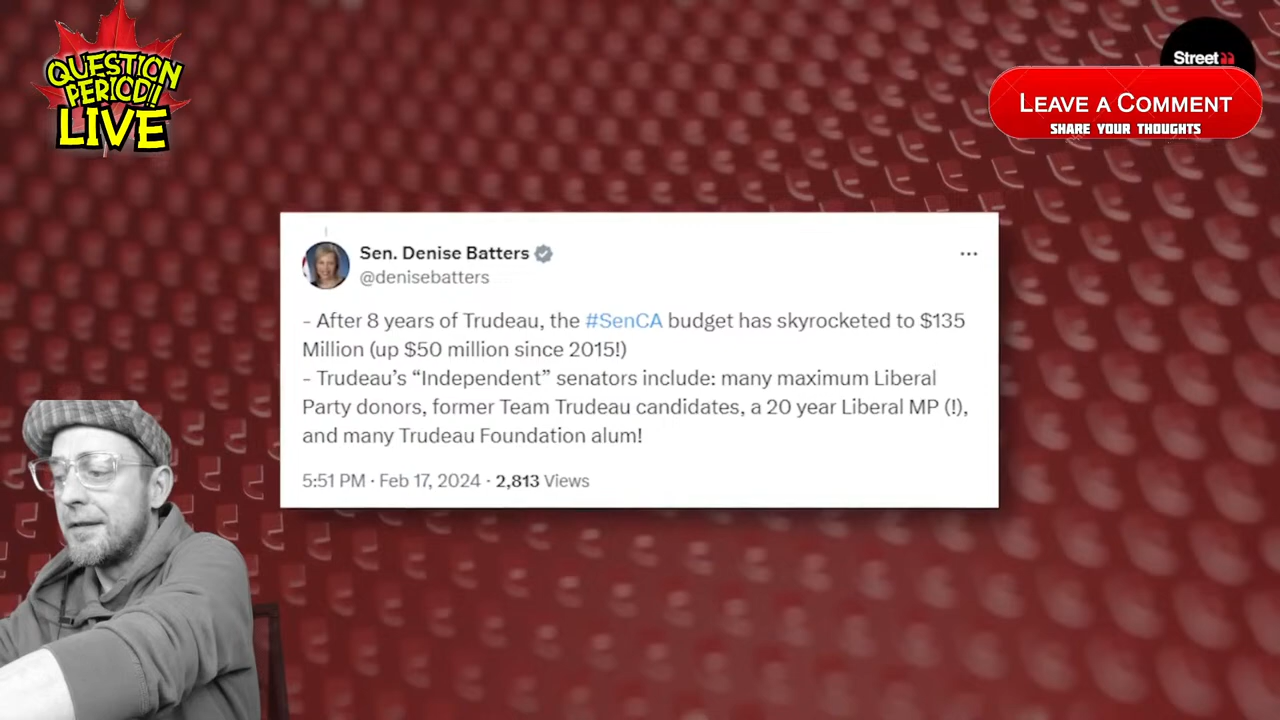 QUESTION
PERIOD!!
LIVE
Street
LEAVE A COMMENT
SHARE YOUR THOUGHTS
Sen. Denise Batters
@denisebatters
- After 8 years of Trudeau, the #SenCA budget has skyrocketed to $135
Million (up $50 million since 2015!)
- Trudeau’s “Independent” senators include: many maximum Liberal
Party donors, former Team Trudeau candidates, a 20 year Liberal MP (!),
and many Trudeau Foundation alum!
5:51 PM · Feb 17, 2024 · 2,813 Views